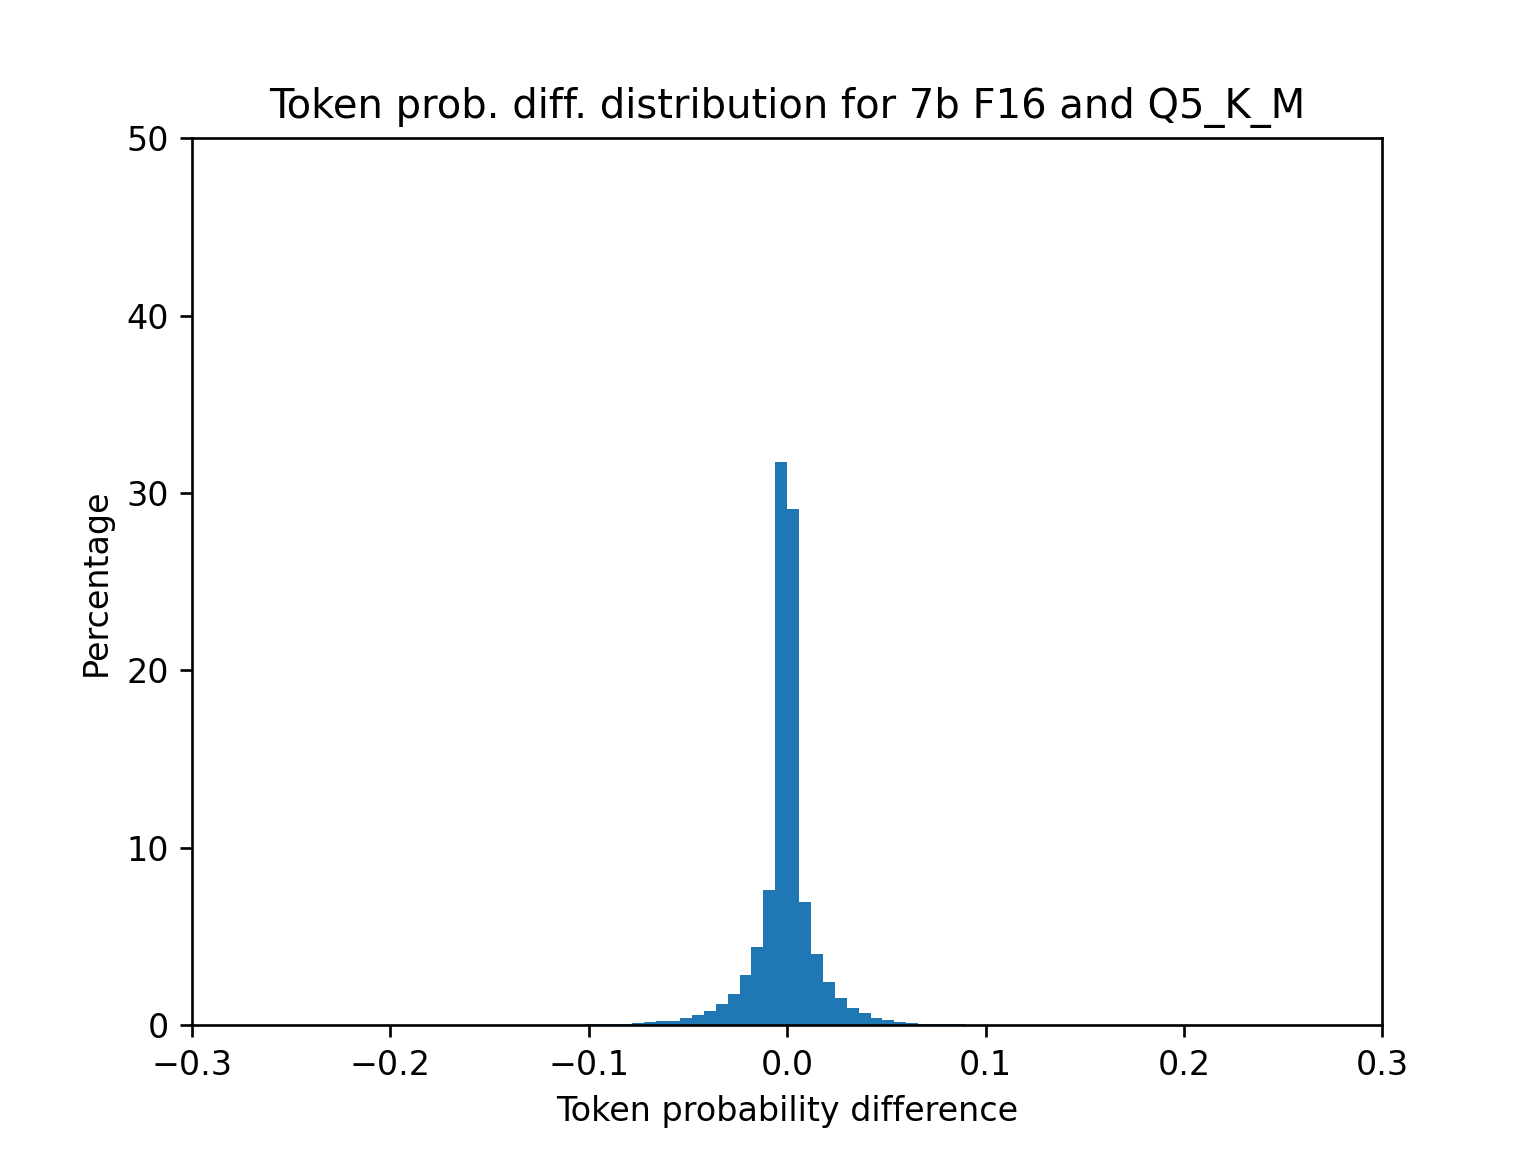 Token prob. diff. distribution for 7b F16 and Q5_K_M
50
40
30
20
10
0
Percentage
−0.3 −0.2 −0.1 0.0 0.1 0.2 0.3
Token probability difference